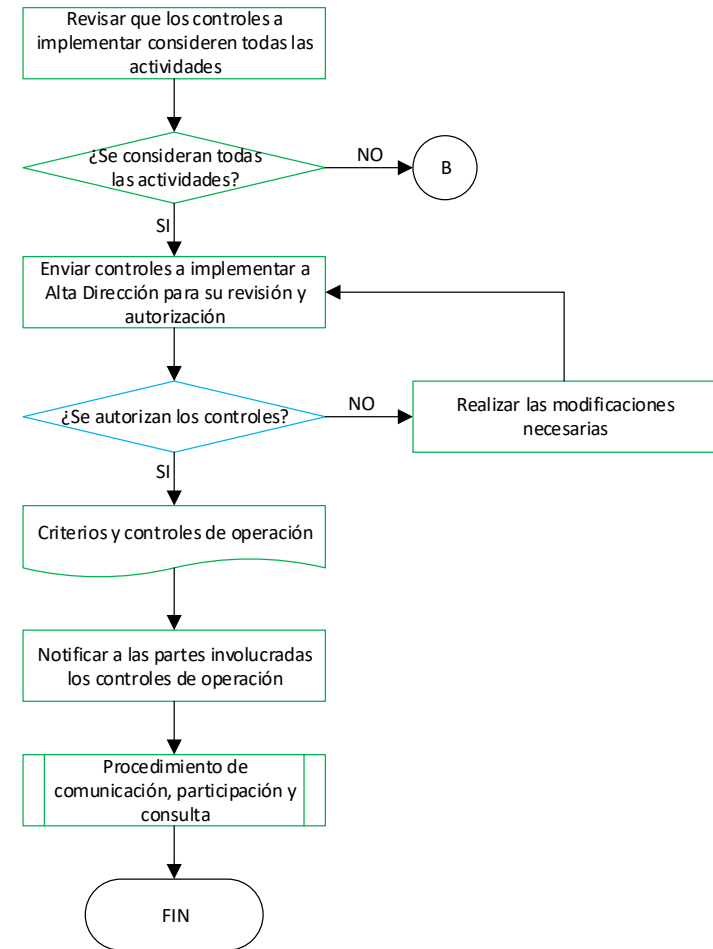 Revisar que los controles a
implementar consideren todas las
actividades
¿Se consideran todas
las actividades?
NO
B
SI
Enviar controles a implementar a
Alta Dirección para su revisión y
autorización
¿Se autorizan los controles?
NO
Realizar las modificaciones
necesarias
SI
Criterios y controles de operación
Notificar a las partes involucradas
los controles de operación
Procedimiento de
comunicación, participación y
consulta
FIN